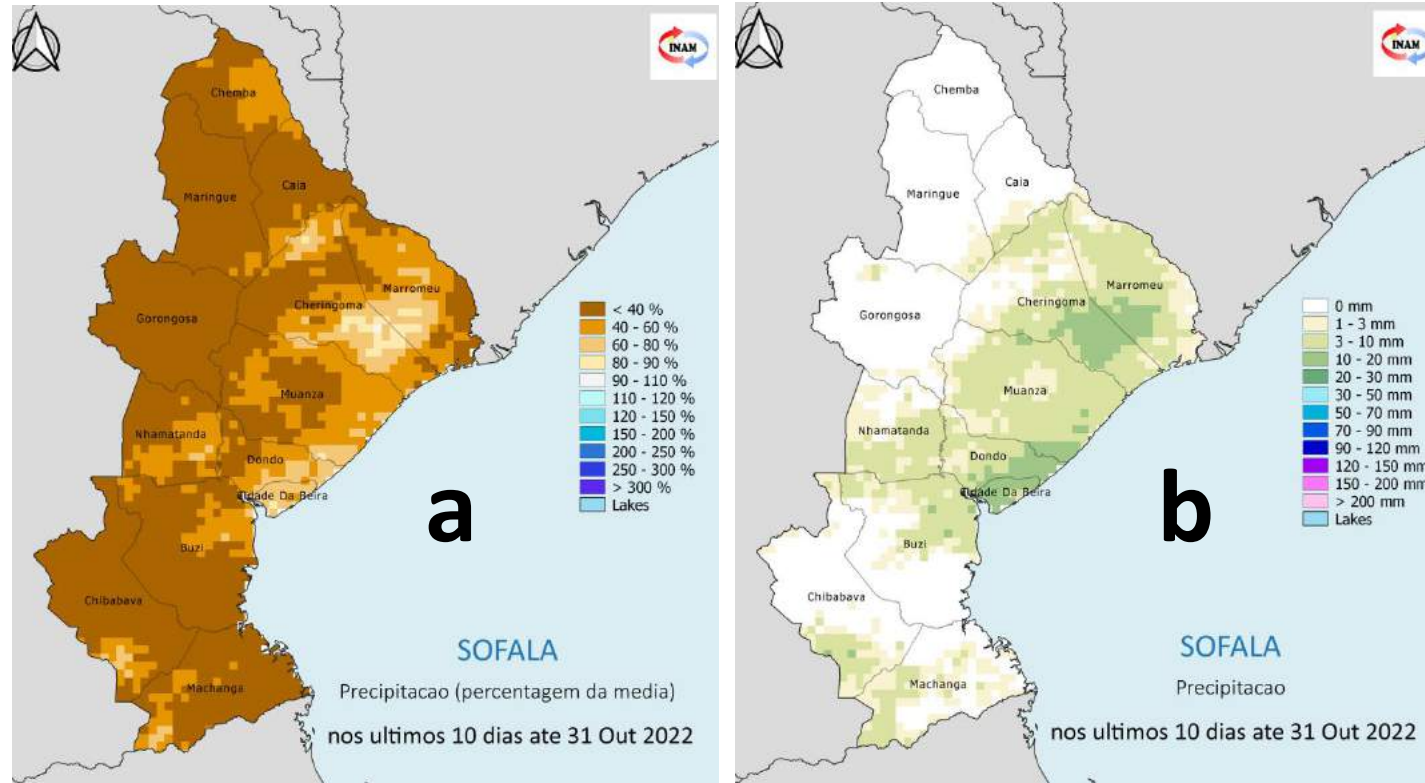 INAM
Chemba
Maringue
Caia
Marromeu
Cheringoma
Gorongosa
Muanza
Nhamatanda
Dondo
Cidade Da Beira
Buzi
Chibabava
Machanga
< 40 %
40 - 60 %
60 - 80 %
80 - 90 %
90 - 110 %
110 - 120 %
120 - 150 %
150 - 200 %
200 - 250 %
250 - 300 %
> 300 %
Lakes
a
SOFALA
Precipitacao (percentagem da media)
nos ultimos 10 dias ate 31 Out 2022
INAM
Chemba
Maringue
Caia
Marromeu
Cheringoma
Gorongosa
Muanza
Nhamatanda
Dondo
Cidade Da Beira
Buzi
Chibabava
Machanga
0 mm
1 - 3 mm
3 - 10 mm
10 - 20 mm
20 - 30 mm
30 - 50 mm
50 - 70 mm
70 - 90 mm
90 - 120 mm
120 - 150 mm
150 - 200 mm
> 200 mm
Lakes
b
SOFALA
Precipitacao
nos ultimos 10 dias ate 31 Out 2022